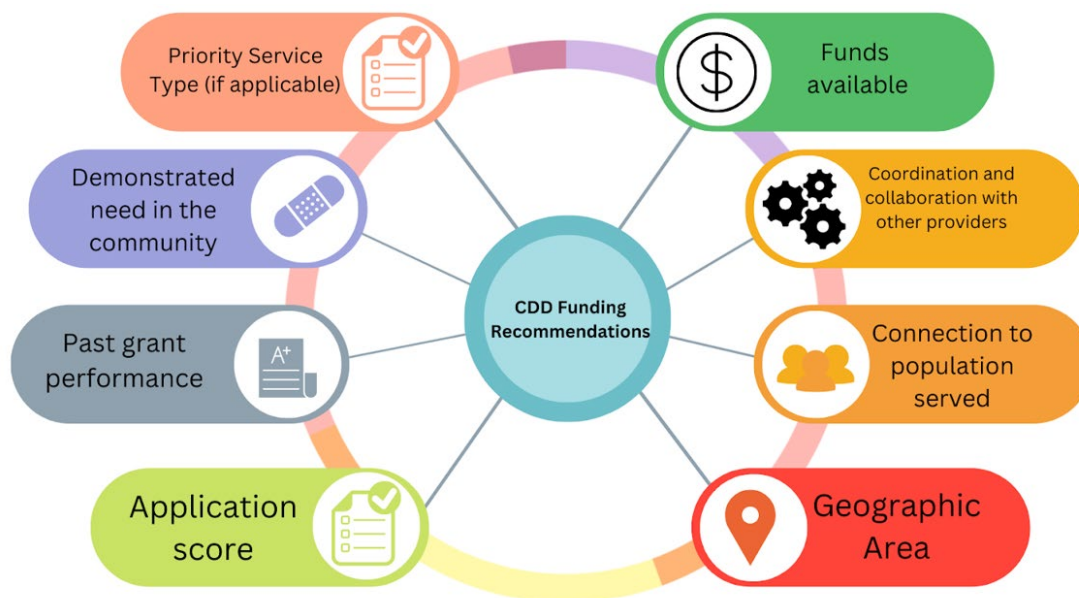 Priority Service
Type (if applicable)
Funds
available
Demonstrated
need in the
community
Coordination and
collaboration with
other providers
CDD Funding
Recommendations
Past grant
performance
A+
Connection to
population
served
Application
score
Geographic
Area